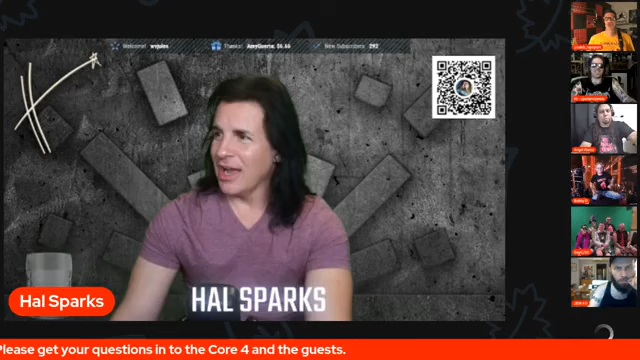 Welcome! wvjules Thanks! AmyGuerra: $6.66 New Subscribers: 292
Hal Sparks
HAL SPARKS
Please get your questions in to the Core 4 and the guests.